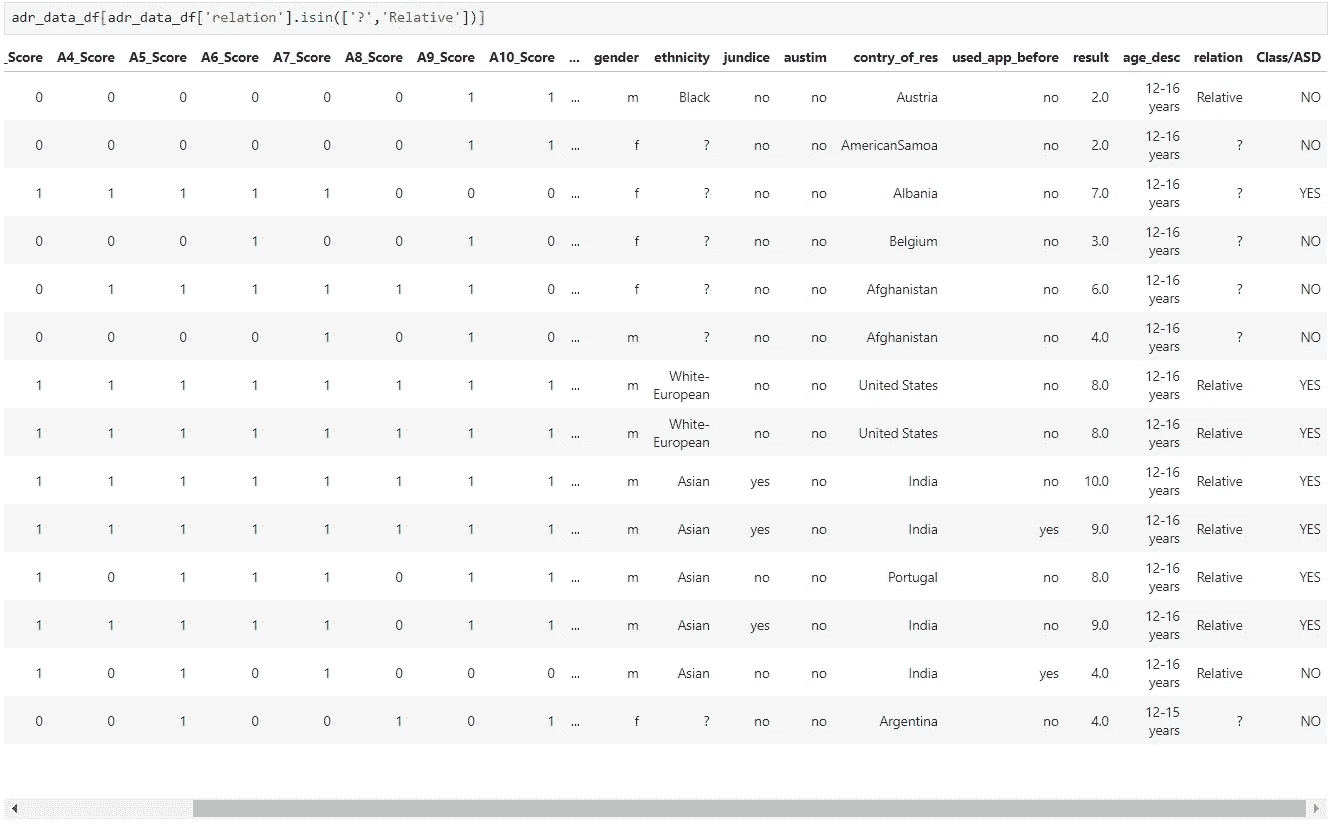 adr_data_df[adr_data_df['relation'].isin(['?','Relative'])]
_Score A4_Score A5_Score A6_Score A7_Score A8_Score A9_Score A10_Score ... gender ethnicity jundice austim contry_of_res used_app_before result age_desc relation Class/ASD
0 0 0 0 0 0 1 1 ... m Black no no Austria no 2.0 12-16 years Relative NO
0 0 0 0 0 0 1 1 ... f ? no no AmericanSamoa no 2.0 12-16 years ? NO
1 1 1 1 1 0 0 0 ... f ? no no Albania no 7.0 12-16 years ? YES
0 0 0 1 0 0 1 0 ... f ? no no Belgium no 3.0 12-16 years ? NO
0 1 1 1 1 1 1 0 ... f ? no no Afghanistan no 6.0 12-16 years ? NO
0 0 0 0 1 0 1 0 ... m ? no no Afghanistan no 4.0 12-16 years ? NO
1 1 1 1 1 1 1 1 ... m White-European no no United States no 8.0 12-16 years Relative YES
1 1 1 1 1 1 1 1 ... m White-European no no United States no 8.0 12-16 years Relative YES
1 1 1 1 1 1 1 1 ... m Asian yes no India no 10.0 12-16 years Relative YES
1 1 1 1 1 1 1 1 ... m Asian yes no India yes 9.0 12-16 years Relative YES
1 0 1 1 1 0 1 1 ... m Asian no no Portugal no 8.0 12-16 years Relative YES
1 1 1 1 1 0 1 1 ... m Asian yes no India no 9.0 12-16 years Relative YES
1 0 1 0 1 0 0 0 ... m Asian no no India yes 4.0 12-16 years Relative NO
0 0 1 0 0 1 0 1 ... f ? no no Argentina no 4.0 12-15 years ? NO